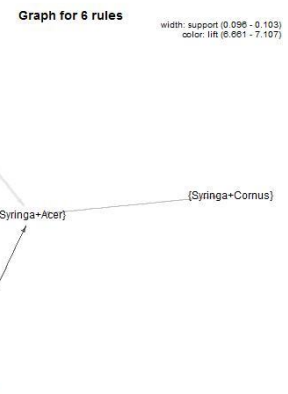 Graph for 6 rules
width: support (0.096 - 0.103)
color: lift (6.661 - 7.107)
{Syringa+Cornus}
Syringa+Acer}